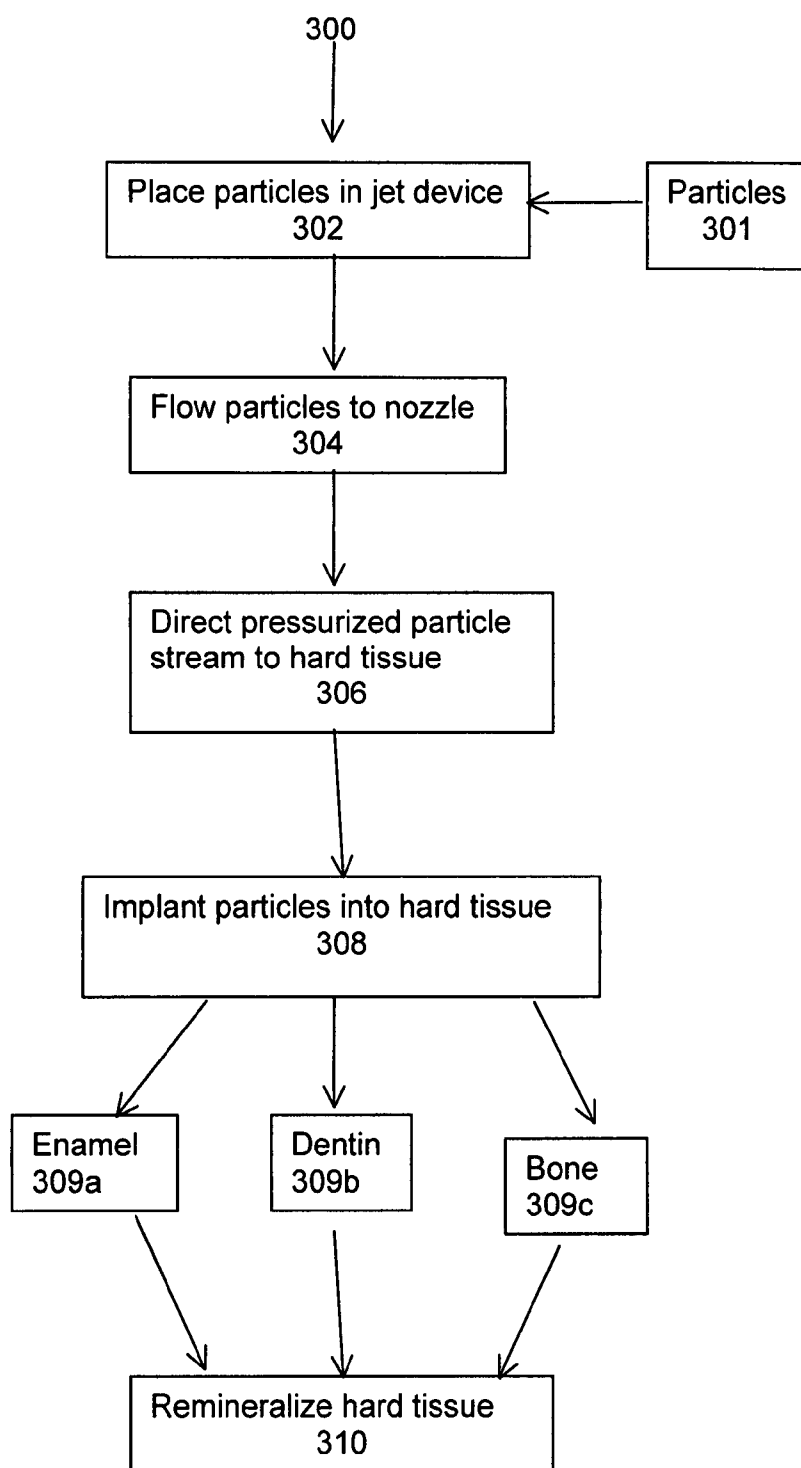 300
Place particles in jet device
302
Particles
301
Flow particles to nozzle
304
Direct pressurized particle
stream to hard tissue
306
Implant particles into hard tissue
308
Enamel
309a
Dentin
309b
Bone
309c
Remineralize hard tissue
310